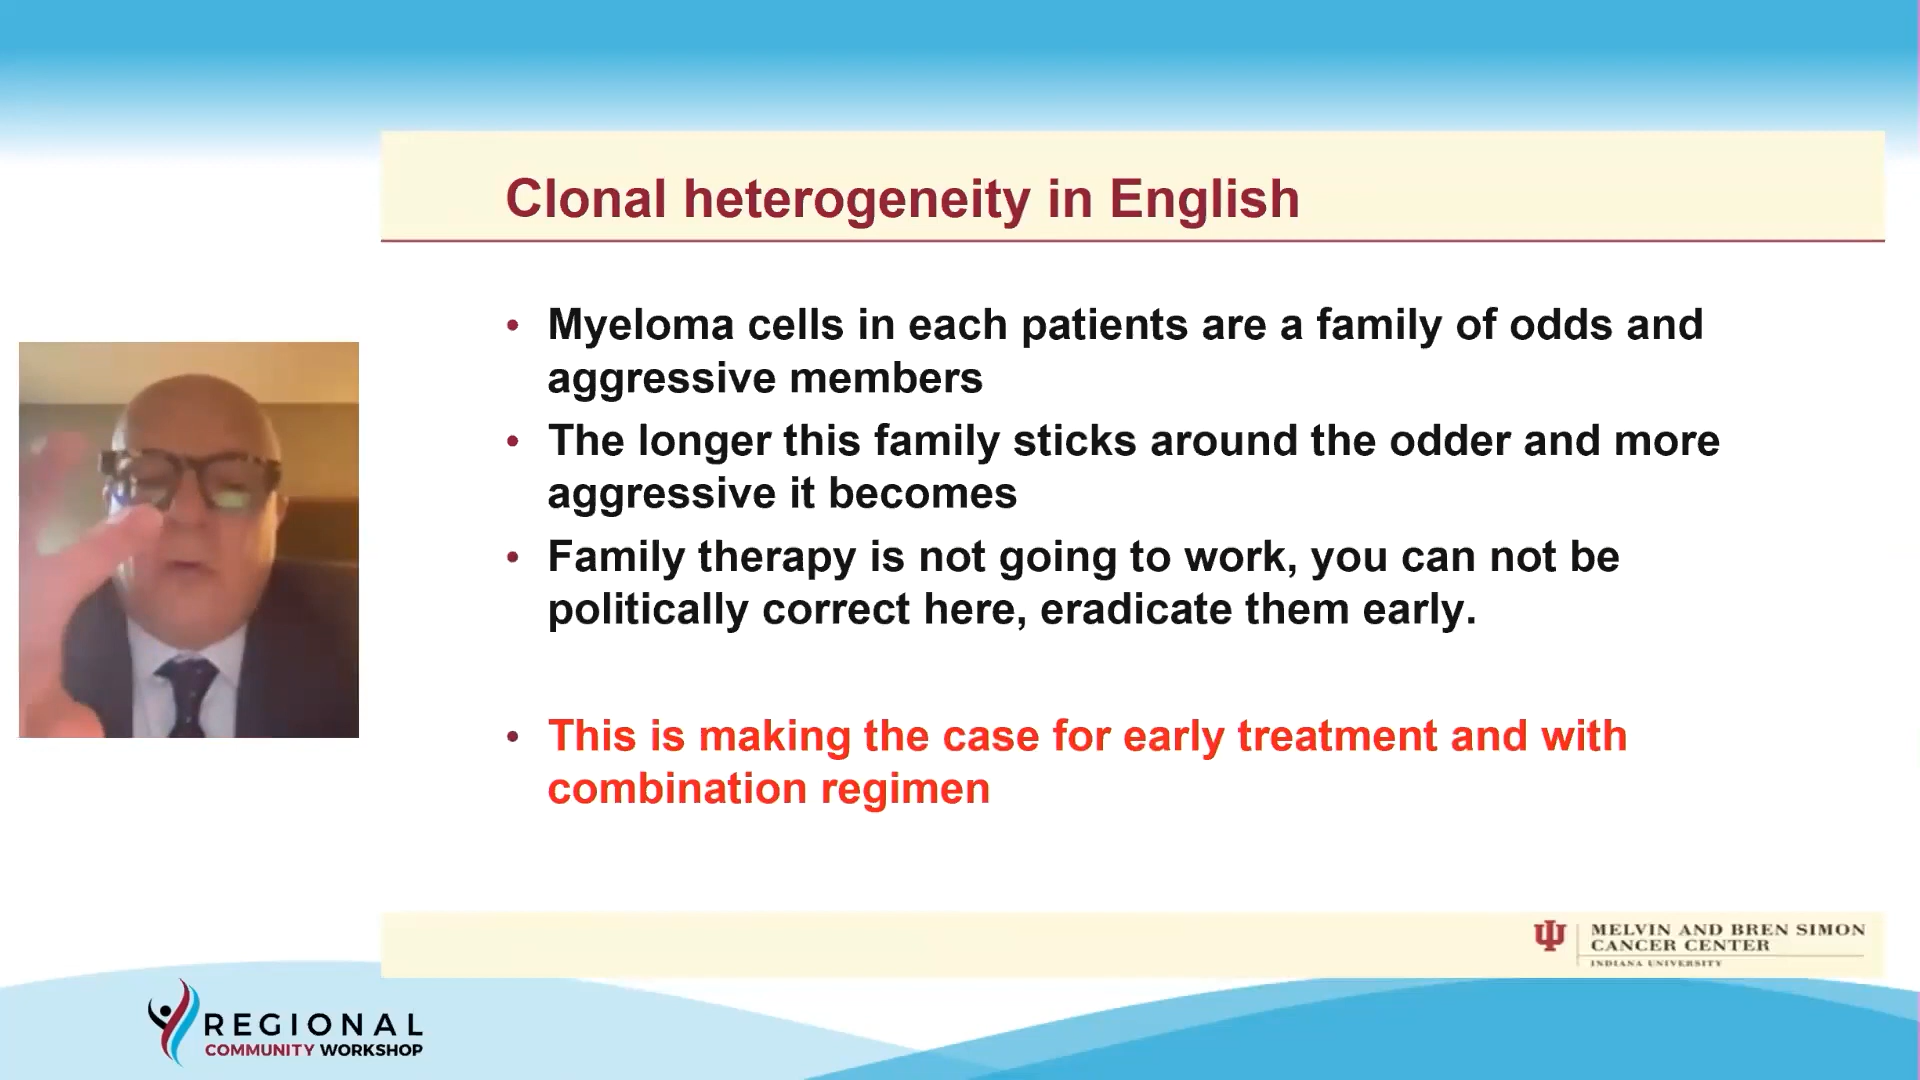 Clonal heterogeneity in English
• Myeloma cells in each patients are a family of odds and
aggressive members
• The longer this family sticks around the odder and more
aggressive it becomes
• Family therapy is not going to work, you can not be
politically correct here, eradicate them early.
• This is making the case for early treatment and with
combination regimen
MELVIN AND BREN SIMON
CANCER CENTER
INDIANA UNIVERSITY
REGIONAL
COMMUNITY WORKSHOP